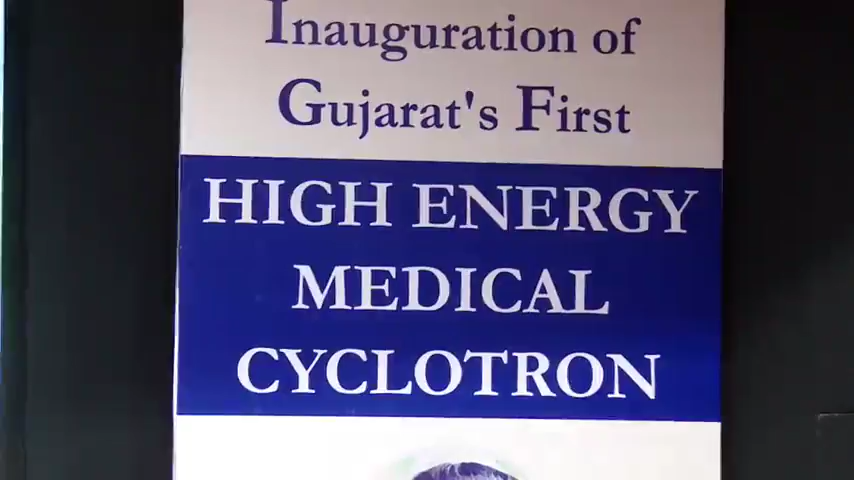 Inauguration of
Gujarat's First
HIGH ENERGY
MEDICAL
CYCLOTRON